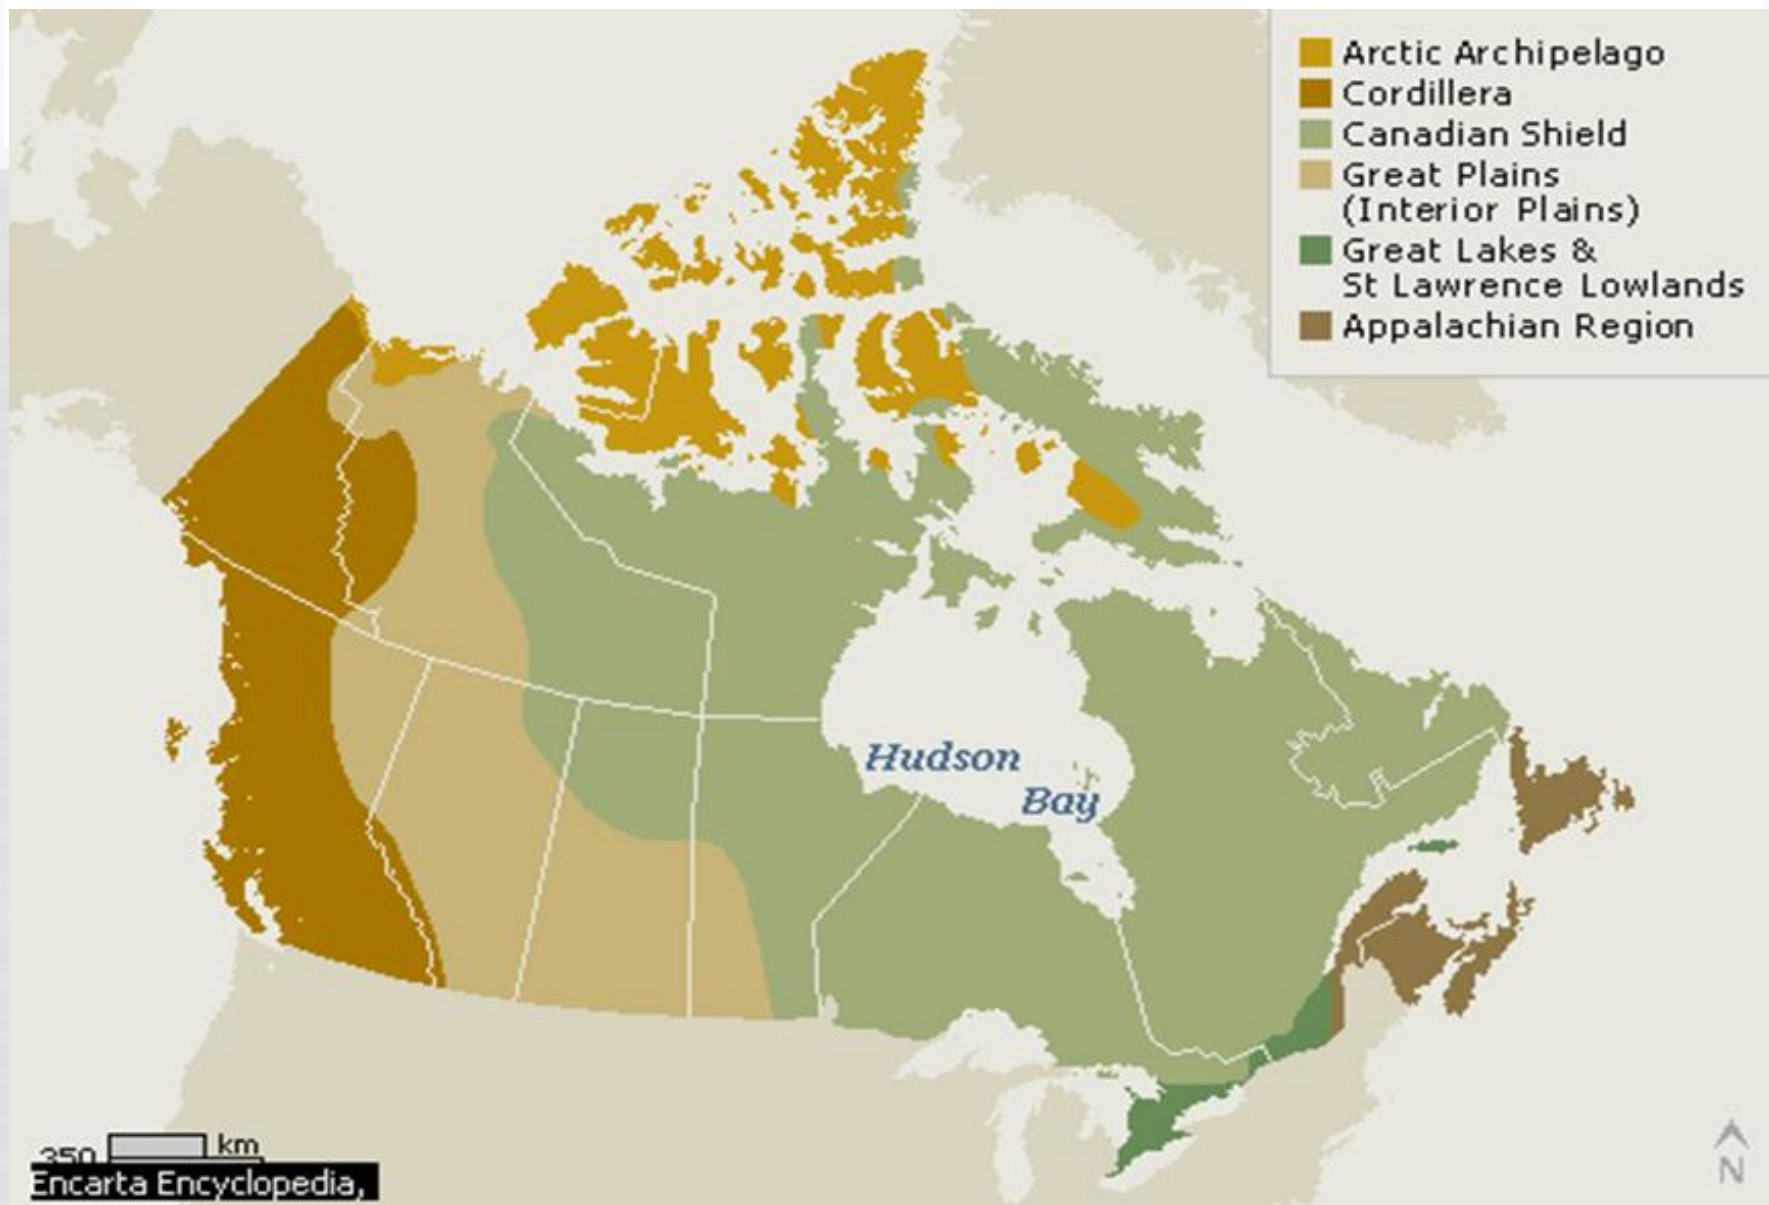 Arctic Archipelago
Cordillera
Canadian Shield
Great Plains
(Interior Plains)
Great Lakes &
St Lawrence Lowlands
Appalachian Region
Hudson
Bay
350 km
Encarta Encyclopedia,
N